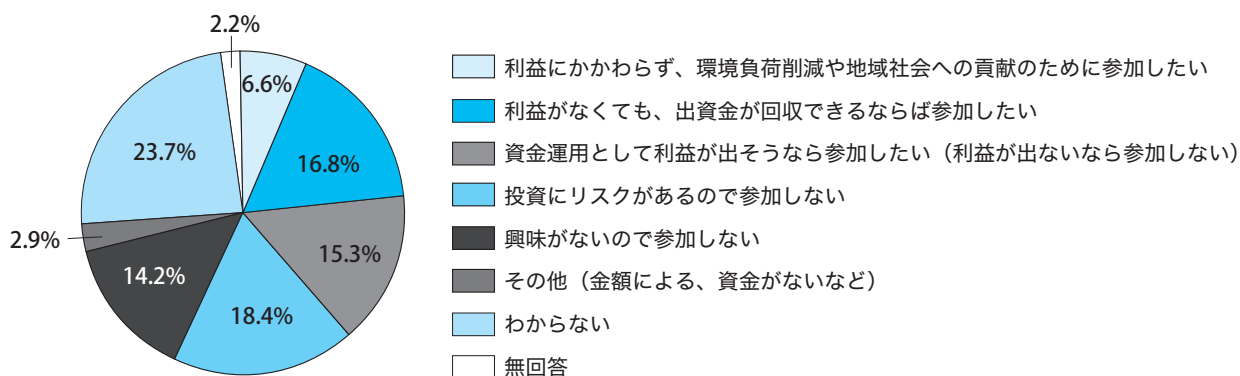 2.2%
6.6%
16.8%
15.3%
18.4%
14.2%
2.9%
23.7%
利益にかかわらず、環境負荷削減や地域社会への貢献のために参加したい
利益がなくても、出資金が回収できるならば参加したい
資金運用として利益が出そうなら参加したい（利益が出ないなら参加しない）
投資にリスクがあるので参加しない
興味がないので参加しない
その他（金額による、資金がないなど）
わからない
無回答